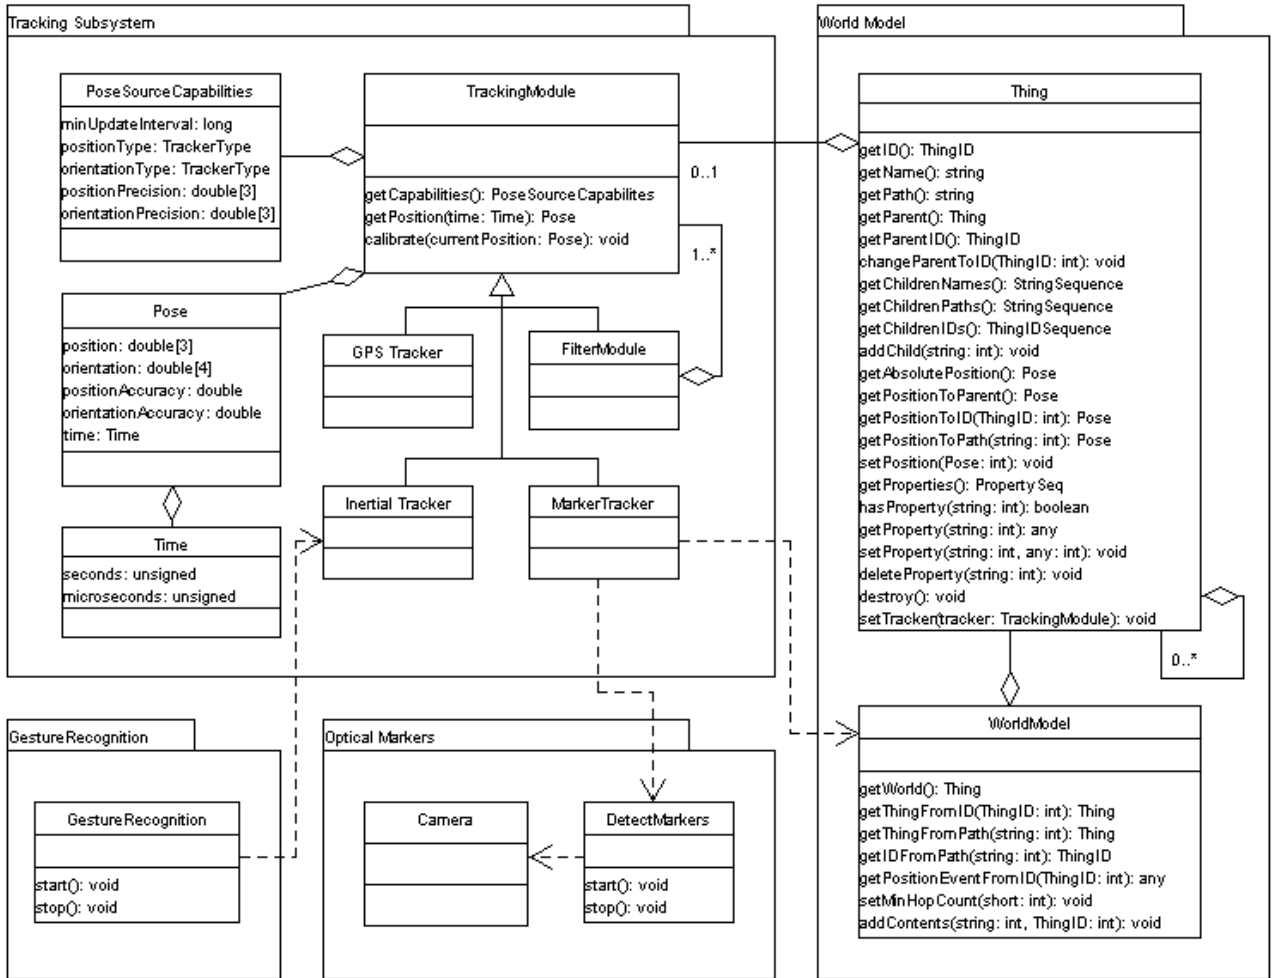 Tracking Subsystem
PoseSourceCapabilities
minUpdateInterval: long
positionType: TrackerType
orientationType: TrackerType
positionPrecision: double[3]
orientationPrecision: double[3]
TrackingModule
getCapabilities(): PoseSourceCapabilites
getPosition(time: Time): Pose
calibrate(currentPosition: Pose): void
0..1
1..*
Pose
position: double[3]
orientation: double[4]
positionAccuracy: double
orientationAccuracy: double
time: Time
GPS Tracker
FilterModule
Inertial Tracker
MarkerTracker
Time
seconds: unsigned
microseconds: unsigned
World Model
Thing
getID(): ThingID
getName(): string
getPath(): string
getParent(): Thing
getParentID(): ThingID
changeParentToID(ThingID: int): void
getChildrenNames(): StringSequence
getChildrenPaths(): StringSequence
getChildrenIDs(): ThingIDSequence
addChild(string: int): void
getAbsolutePosition(): Pose
getPositionToParent(): Pose
getPositionToID(ThingID: int): Pose
getPositionToPath(string: int): Pose
setPosition(Pose: int): void
getProperties(): PropertySeq
hasProperty(string: int): boolean
getProperty(string: int): any
setProperty(string: int, any: int): void
deleteProperty(string: int): void
destroy(): void
setTracker(tracker: TrackingModule): void
0..*
WorldModel
getWorld(): Thing
getThingFromID(ThingID: int): Thing
getThingFromPath(string: int): Thing
getIDFromPath(string: int): ThingID
getPositionEventFromID(ThingID: int): any
setMinHopCount(short: int): void
addContents(string: int, ThingID: int): void
GestureRecognition
GestureRecognition
start(): void
stop(): void
Optical Markers
Camera
DetectMarkers
start(): void
stop(): void